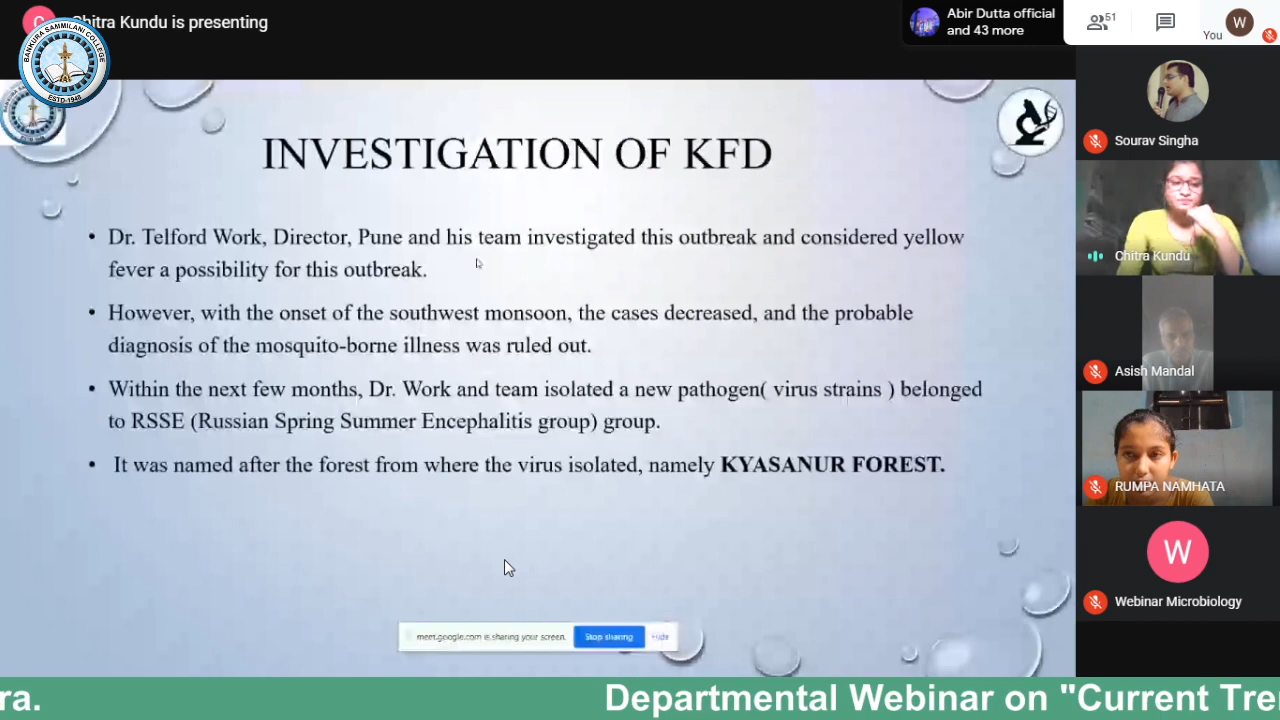 Chitra Kundu is presenting
Abir Dutta official
and 43 more
51
You
W
BANKURA SAMMILANI COLLEGE
ESTD-1948
INVESTIGATION OF KFD
• Dr. Telford Work, Director, Pune and his team investigated this outbreak and considered yellow
fever a possibility for this outbreak.
• However, with the onset of the southwest monsoon, the cases decreased, and the probable
diagnosis of the mosquito-borne illness was ruled out.
• Within the next few months, Dr. Work and team isolated a new pathogen( virus strains ) belonged
to RSSE (Russian Spring Summer Encephalitis group) group.
• It was named after the forest from where the virus isolated, namely KYASANUR FOREST.
meet.google.com is sharing your screen.
Stop sharing
Hide
Sourav Singha
Chitra Kundu
Asish Mandal
RUMPA NAMHATA
W
Webinar Microbiology
ra.
Departmental Webinar on "Current Tre